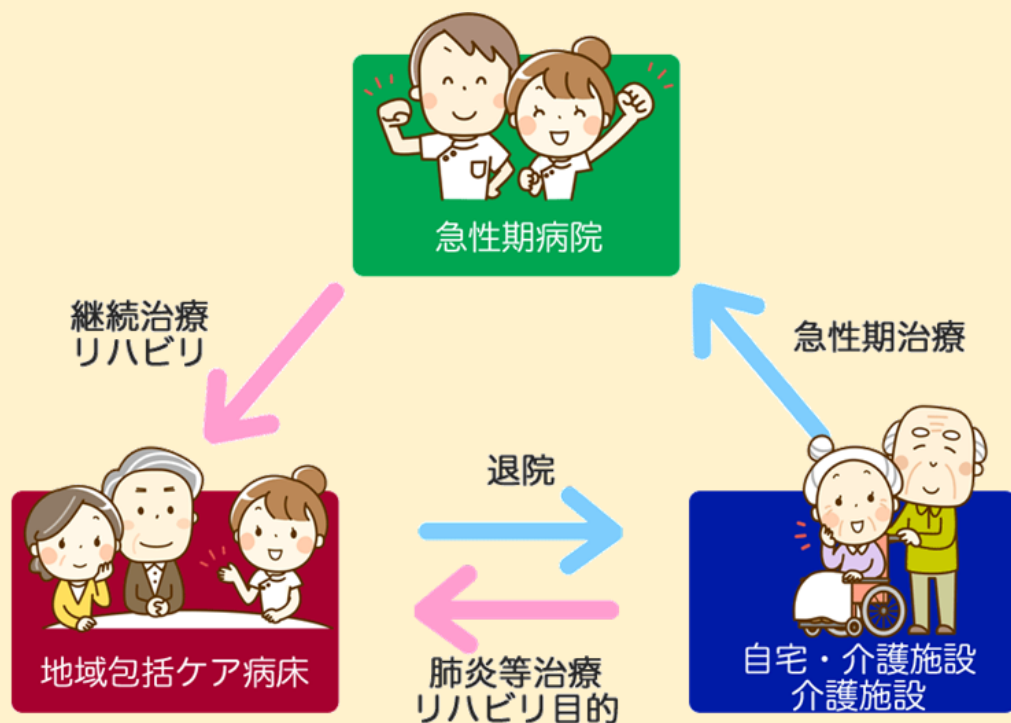 急性期病院
継続治療
リハビリ
急性期治療
退院
地域包括ケア病床
肺炎等治療
リハビリ目的
自宅・介護施設
介護施設